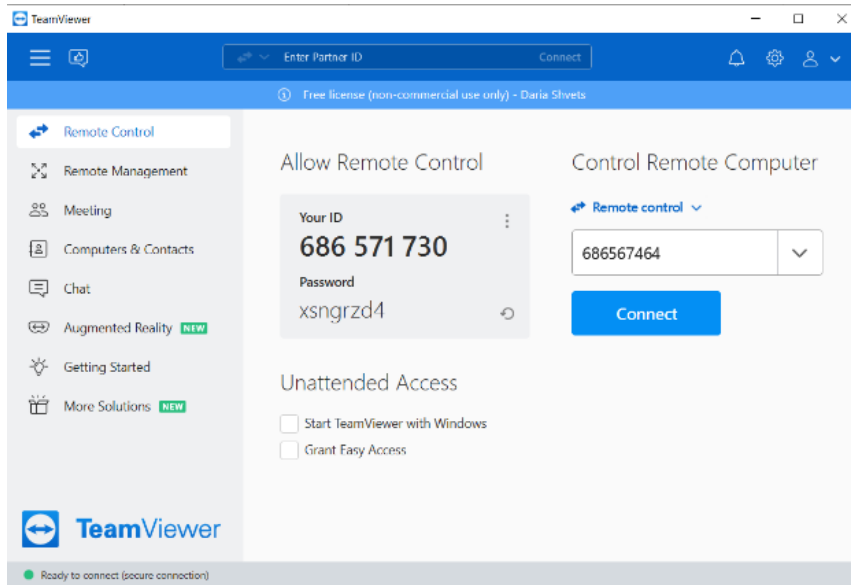 TeamViewer
Enter Partner ID
Connect
Free license (non-commercial use only) - Daria Shvets
Remote Control
Remote Management
Meeting
Computers & Contacts
Chat
Augmented Reality NEW
Getting Started
More Solutions NEW
TeamViewer
Allow Remote Control
Your ID
686 571 730
Password
xsngrzd4
Unattended Access
Start TeamViewer with Windows
Grant Easy Access
Control Remote Computer
Remote control
686567464
Connect
Ready to connect (secure connection)